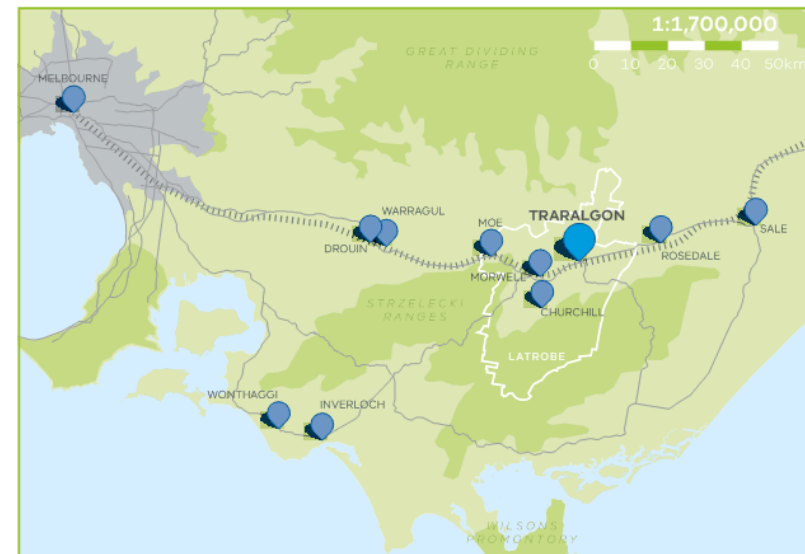 1:1,700,000
0 10 20 30 40 50km
GREAT DIVIDING
RANGE
MELBOURNE
WARRAGUL
DROUIN
MOE
TRARALGON
SALE
ROSEDALE
MORWELL
CHURCHILL
STRZELECKI
RANGES
LATROBE
WONTHAGGI
INVERLOCH
WILSONS
PROMONTORY